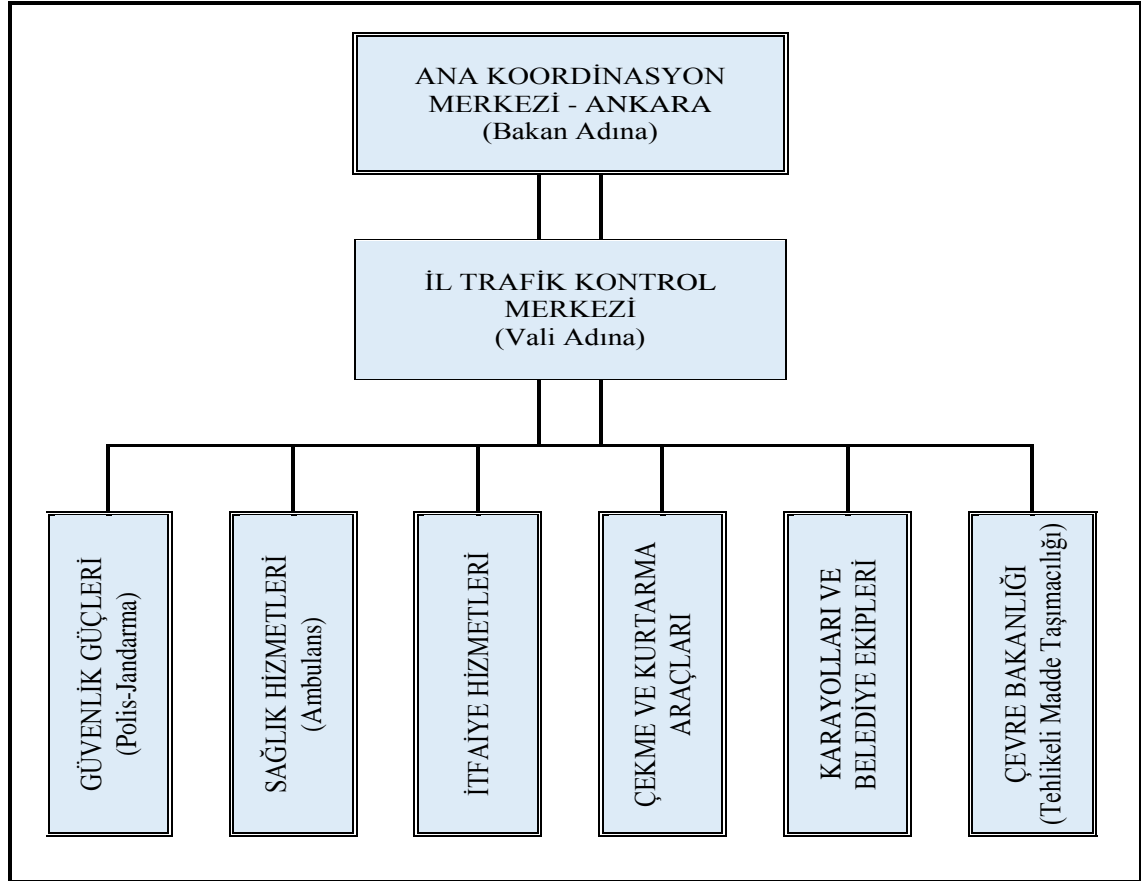 ANA KOORDİNASYON
MERKEZİ - ANKARA
(Bakan Adına)
İL TRAFİK KONTROL
MERKEZİ
(Vali Adına)
GÜVENLİK GÜÇLERİ
(Polis-Jandarma)
SAĞLIK HİZMETLERİ
(Ambulans)
İTFAİYE HİZMETLERİ
ÇEKME VE KURTARMA
ARAÇLARI
KARAYOLLARI VE
BELEDİYE EKİPLERİ
ÇEVRE BAKANLIĞI
(Tehlikeli Madde Taşımacılığı)